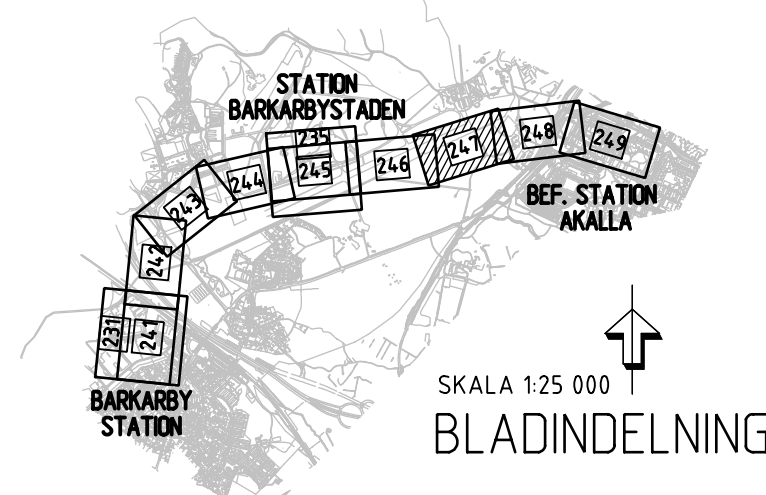 STATION
BARKARBYSTADEN
235
245
246
247
248
249
244
243
242
231
241
BEF. STATION
AKALLA
BARKARBY
STATION
SKALA 1:25 000
BLADINDELNING